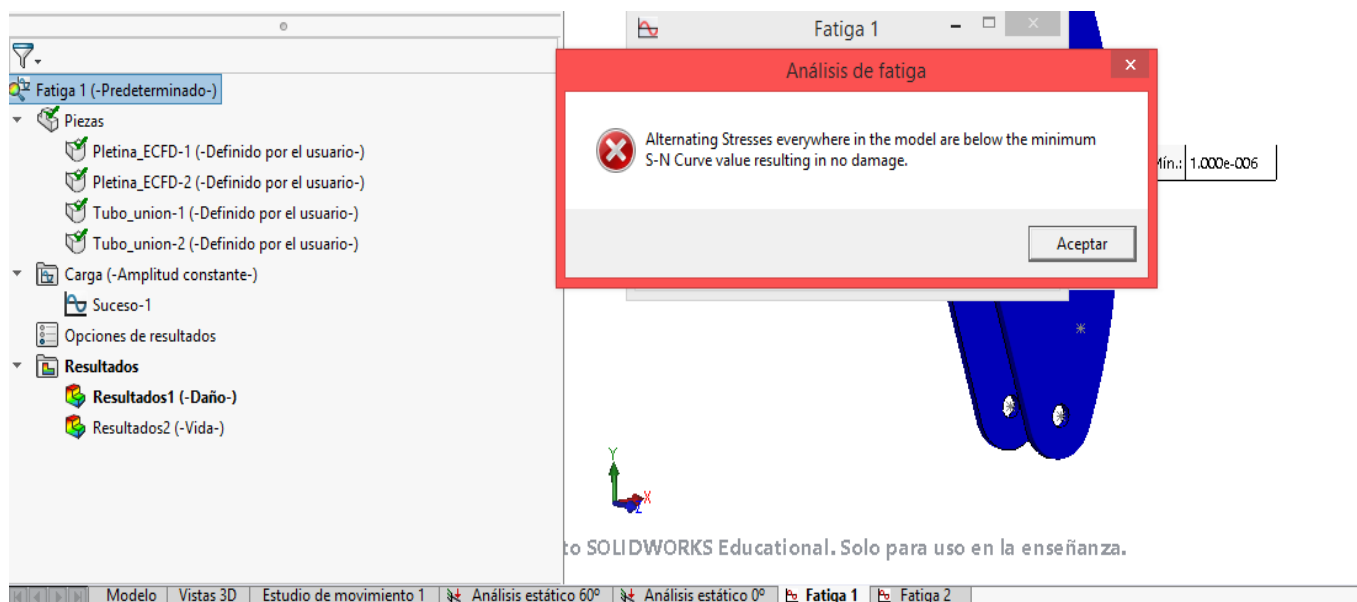 Fatiga 1
Análisis de fatiga
Fatiga 1 (-Predeterminado-)
Piezas
Pletina_ECFD-1 (-Definido por el usuario-)
Pletina_ECFD-2 (-Definido por el usuario-)
Tubo_union-1 (-Definido por el usuario-)
Tubo_union-2 (-Definido por el usuario-)
Carga (-Amplitud constante-)
Suceso-1
Opciones de resultados
Resultados
Resultados1 (-Daño-)
Resultados2 (-Vida-)
Alternating Stresses everywhere in the model are below the minimum
S-N Curve value resulting in no damage.
Aceptar
Mín.: 1.000e-006
Y
X
Z
to SOLIDWORKS Educational. Solo para uso en la enseñanza.
Modelo Vistas 3D Estudio de movimiento 1 Análisis estático 60º Análisis estático 0º Fatiga 1 Fatiga 2